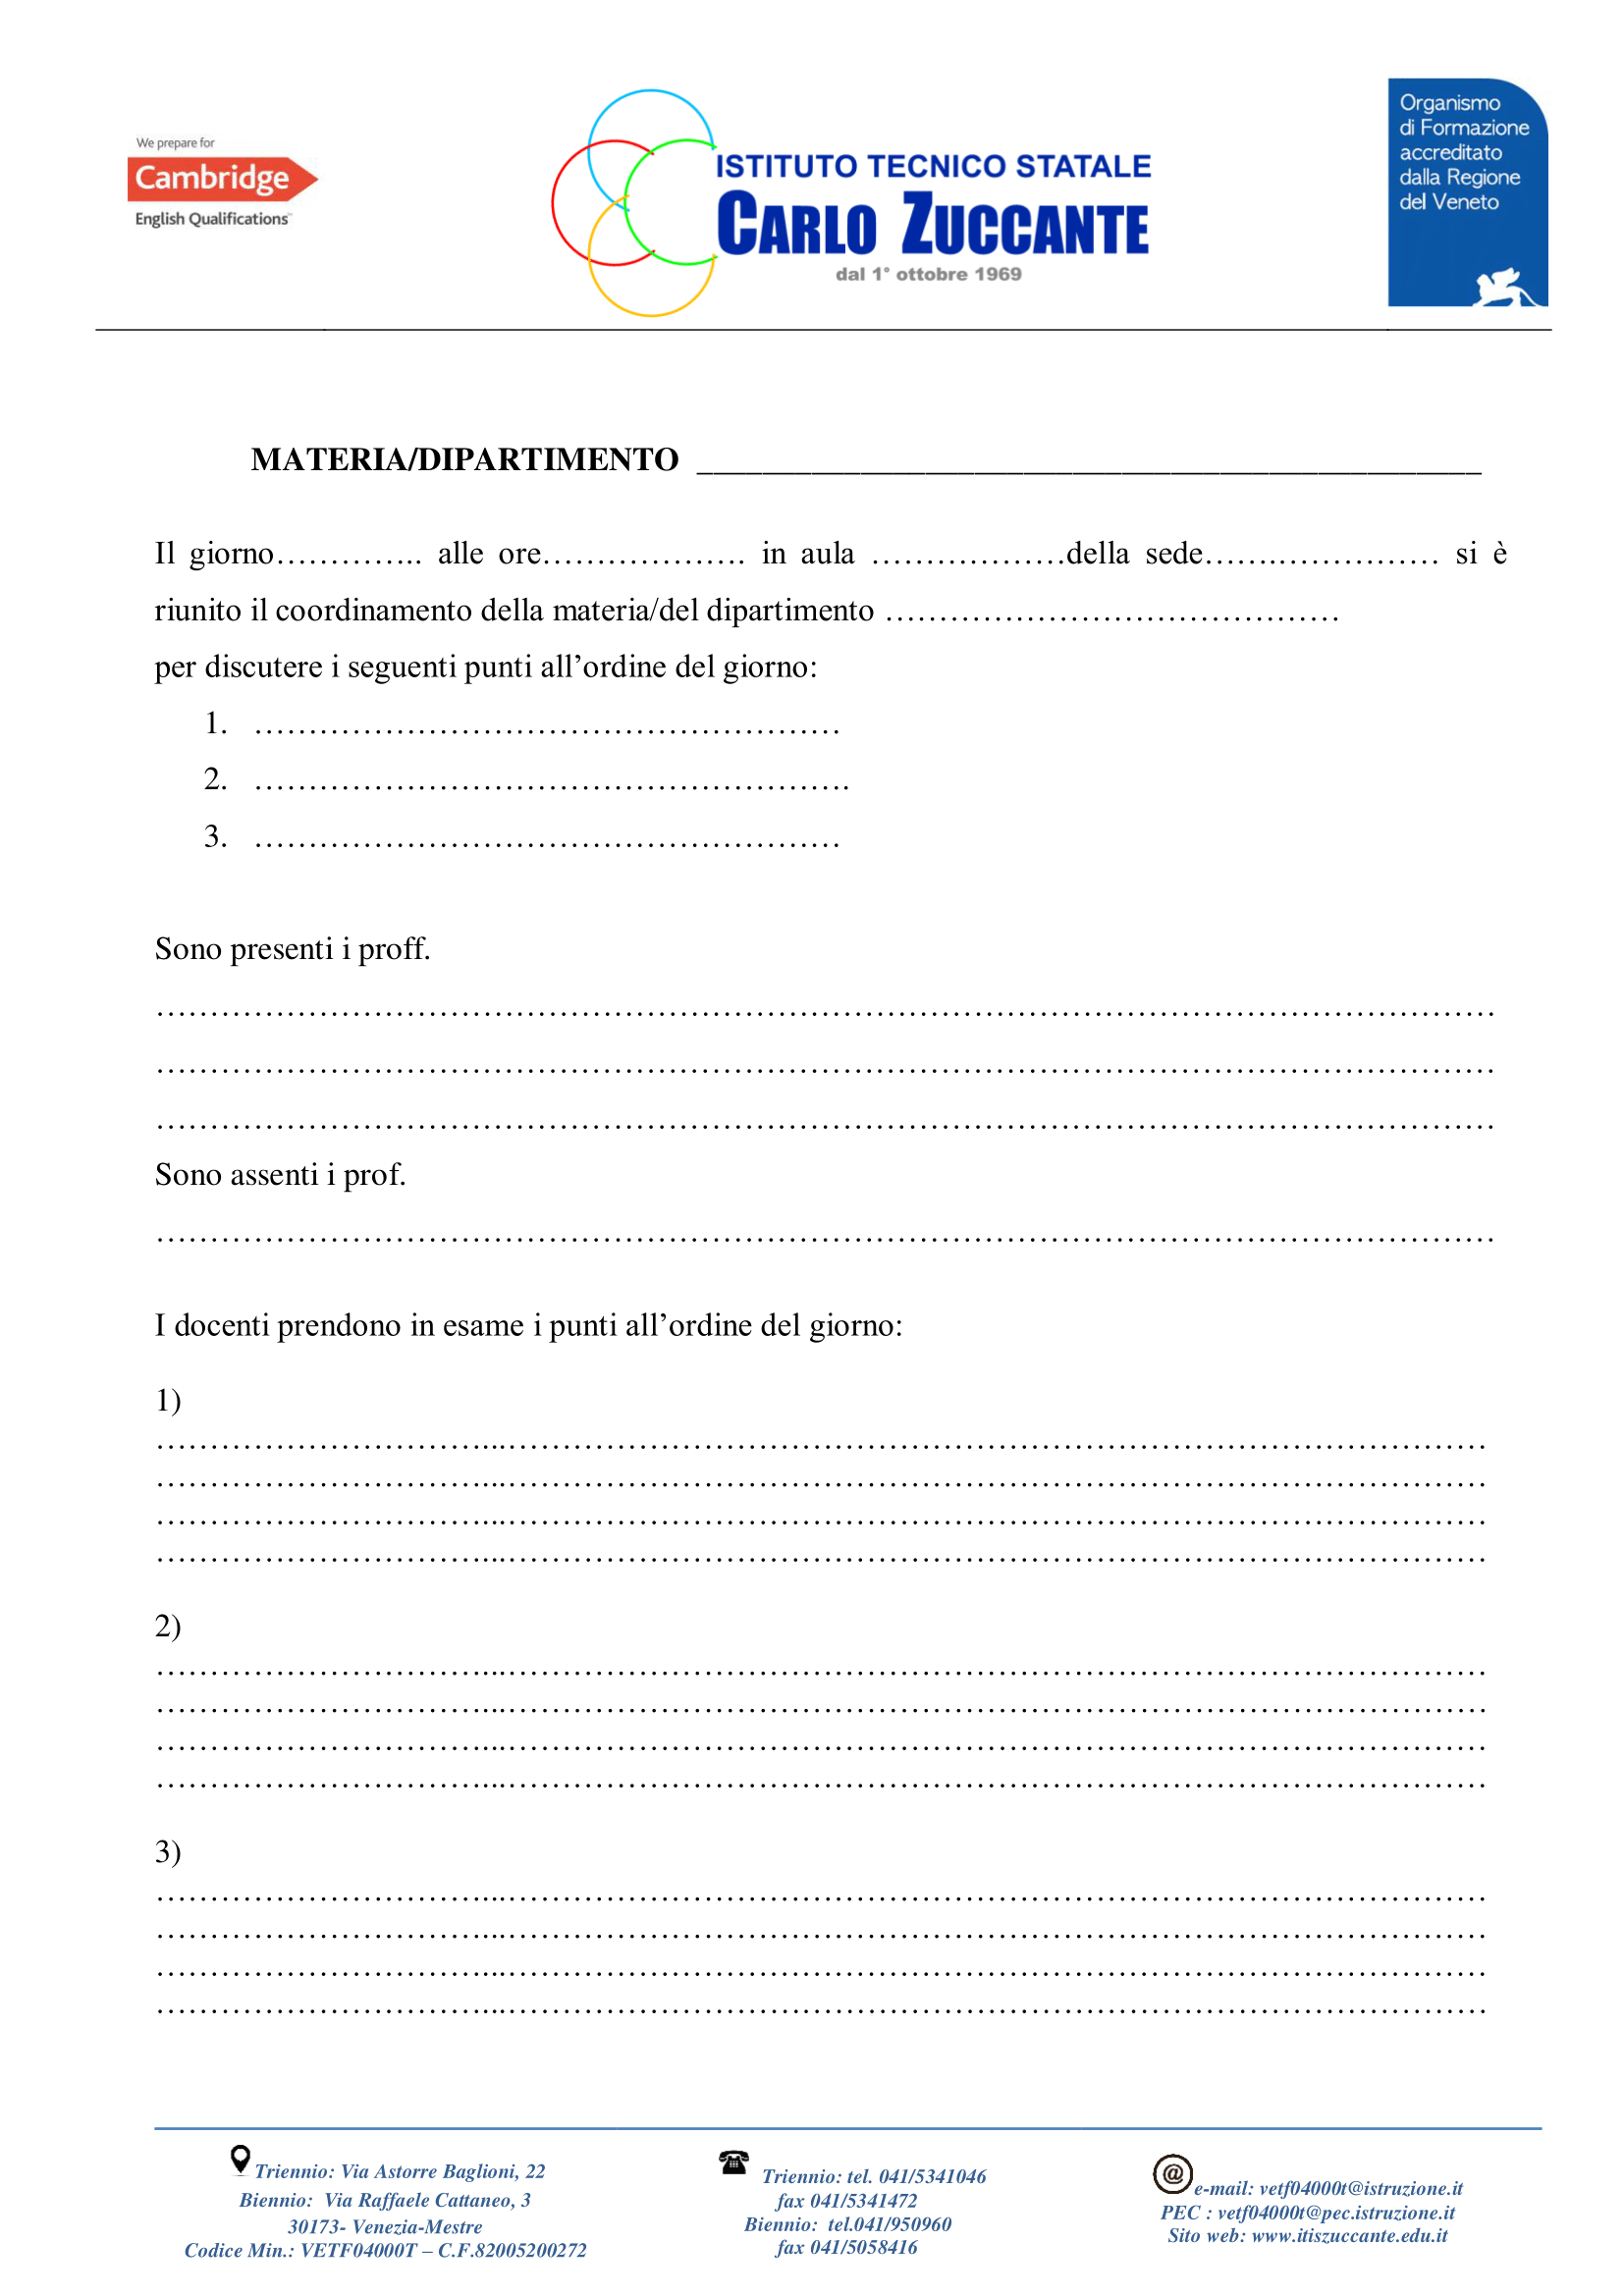 We prepare for
Cambridge
English Qualifications™
ISTITUTO TECNICO STATALE
CARLO ZUCCANTE
dal 1° ottobre 1969
Organismo
di Formazione
accreditato
dalla Regione
del Veneto
MATERIA/DIPARTIMENTO ________________________________________________
Il giorno………….. alle ore………………. in aula ………………della sede…….…………… si è
riunito il coordinamento della materia/del dipartimento ……………………………………
per discutere i seguenti punti all’ordine del giorno:
1. ………………………………………………
2. ……………………………………………….
3. ………………………………………………
Sono presenti i proff.
……………………………………………………………………………………………………………
……………………………………………………………………………………………………………
……………………………………………………………………………………………………………
Sono assenti i prof.
……………………………………………………………………………………………………………
I docenti prendono in esame i punti all’ordine del giorno:
1)
…………………………...………………………………………………………………………………
…………………………...………………………………………………………………………………
…………………………...………………………………………………………………………………
…………………………...………………………………………………………………………………
2)
…………………………...………………………………………………………………………………
…………………………...………………………………………………………………………………
…………………………...………………………………………………………………………………
…………………………...………………………………………………………………………………
3)
…………………………...………………………………………………………………………………
…………………………...………………………………………………………………………………
…………………………...………………………………………………………………………………
…………………………...………………………………………………………………………………
Triennio: Via Astorre Baglioni, 22
Biennio: Via Raffaele Cattaneo, 3
30173- Venezia-Mestre
Codice Min.: VETF04000T – C.F.82005200272
Triennio: tel. 041/5341046
fax 041/5341472
Biennio: tel.041/950960
fax 041/5058416
@ e-mail: vetf04000t@istruzione.it
PEC : vetf04000t@pec.istruzione.it
Sito web: www.itiszuccante.edu.it